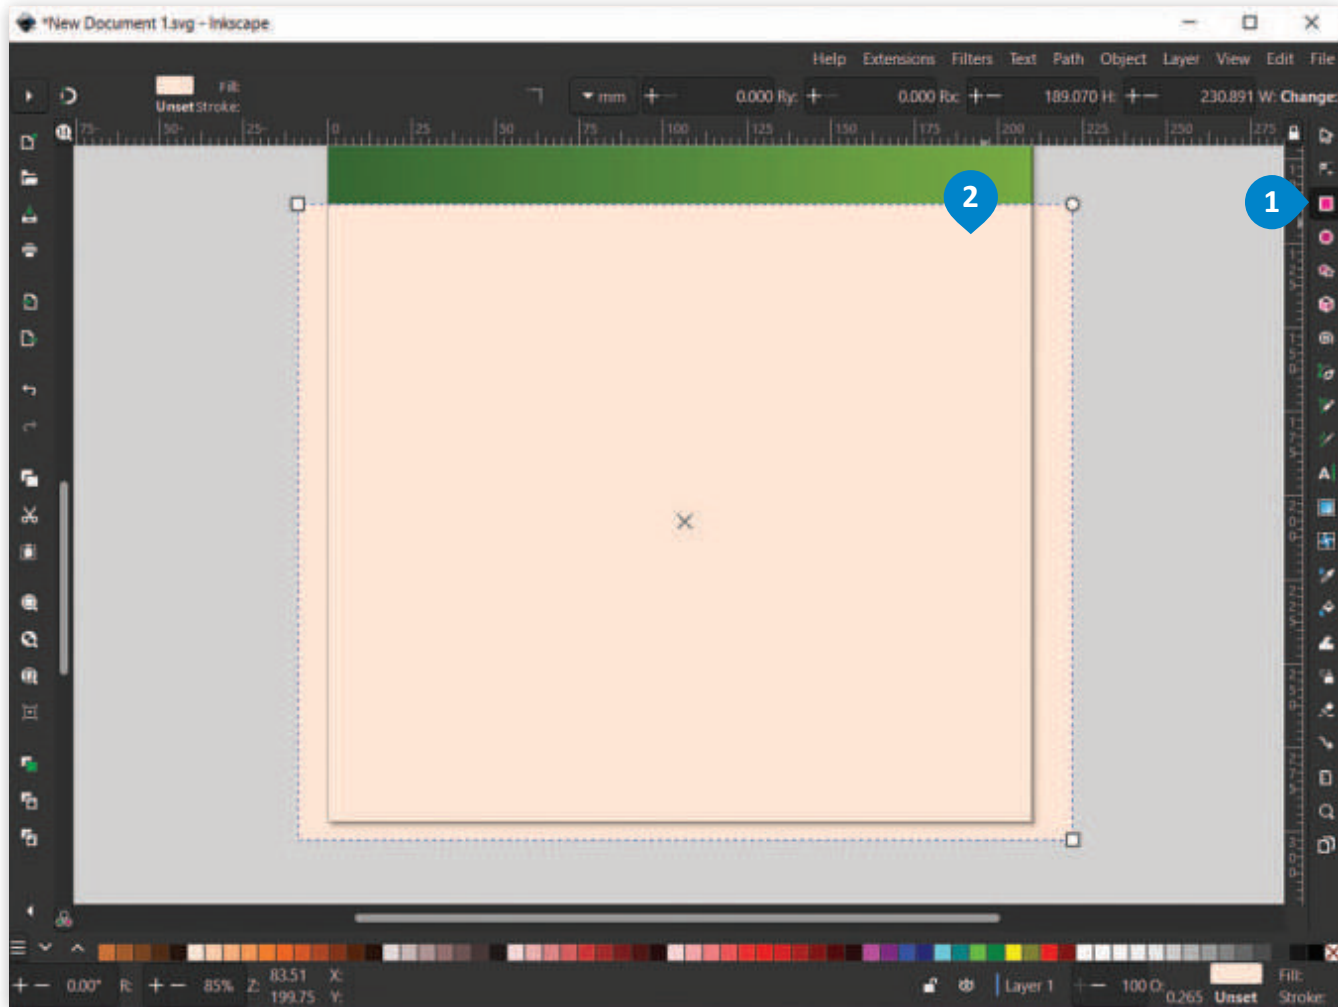 *New Document 1.svg - Inkscape
Help Extensions Filters Text Path Object Layer View Edit File
Fill:
Unset Stroke:
mm 0.000 Ry: 0.000 Rx: 189.070 H: 230.891 W: Change:
75- 50- 25- 0 25 50 75 100 125 150 175 200 225 250 275
2
1
83.51 X:
0.00° R: 85% Z:
199.75 Y:
Layer 1 100 O:
Fill:
0.265 Unset Stroke: